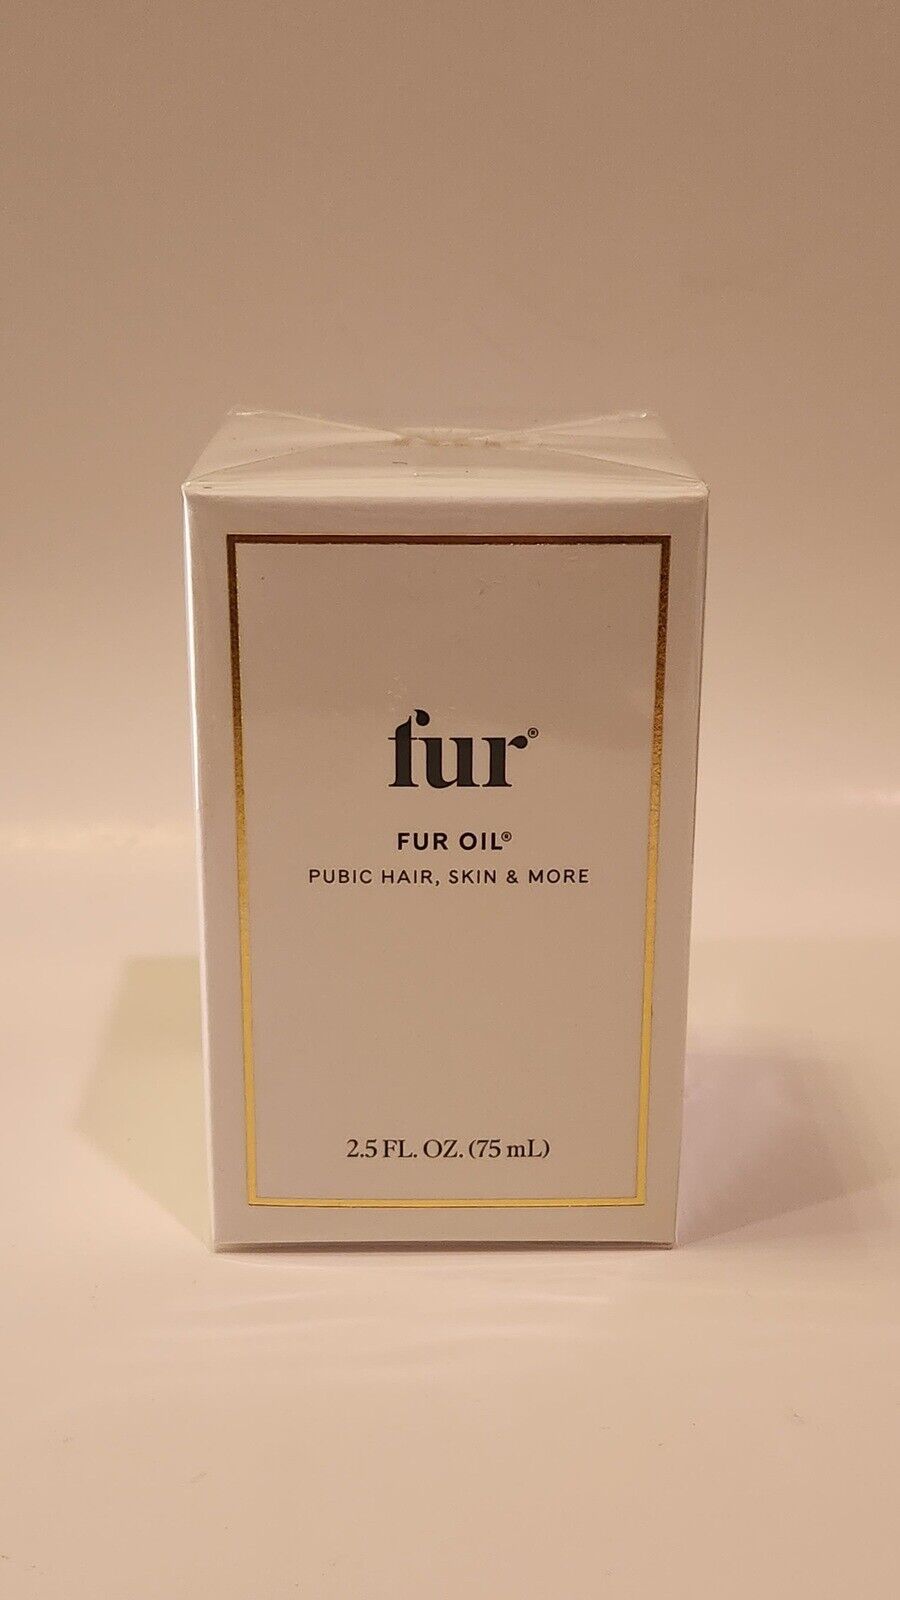 fur®
FUR OIL®
PUBIC HAIR, SKIN & MORE
2.5 FL. OZ. (75 mL)